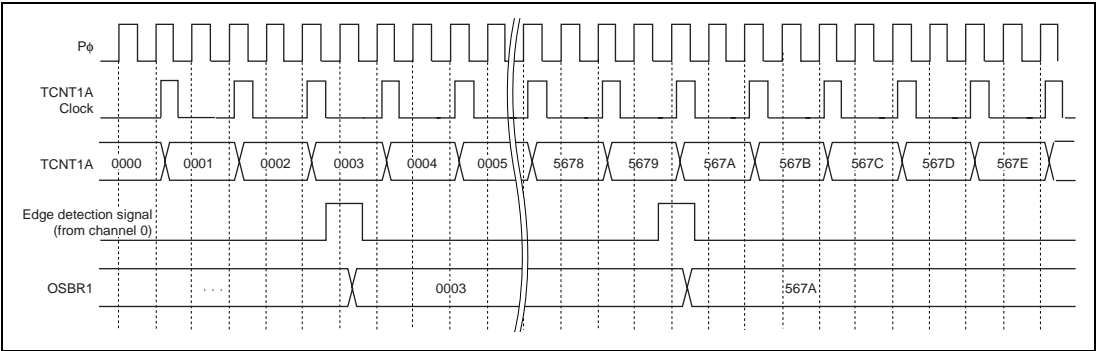 Pϕ
TCNT1A
Clock
TCNT1A 0000 0001 0002 0003 0004 0005 5678 5679 567A 567B 567C 567D 567E
Edge detection signal
(from channel 0)
OSBR1 . . . 0003 567A